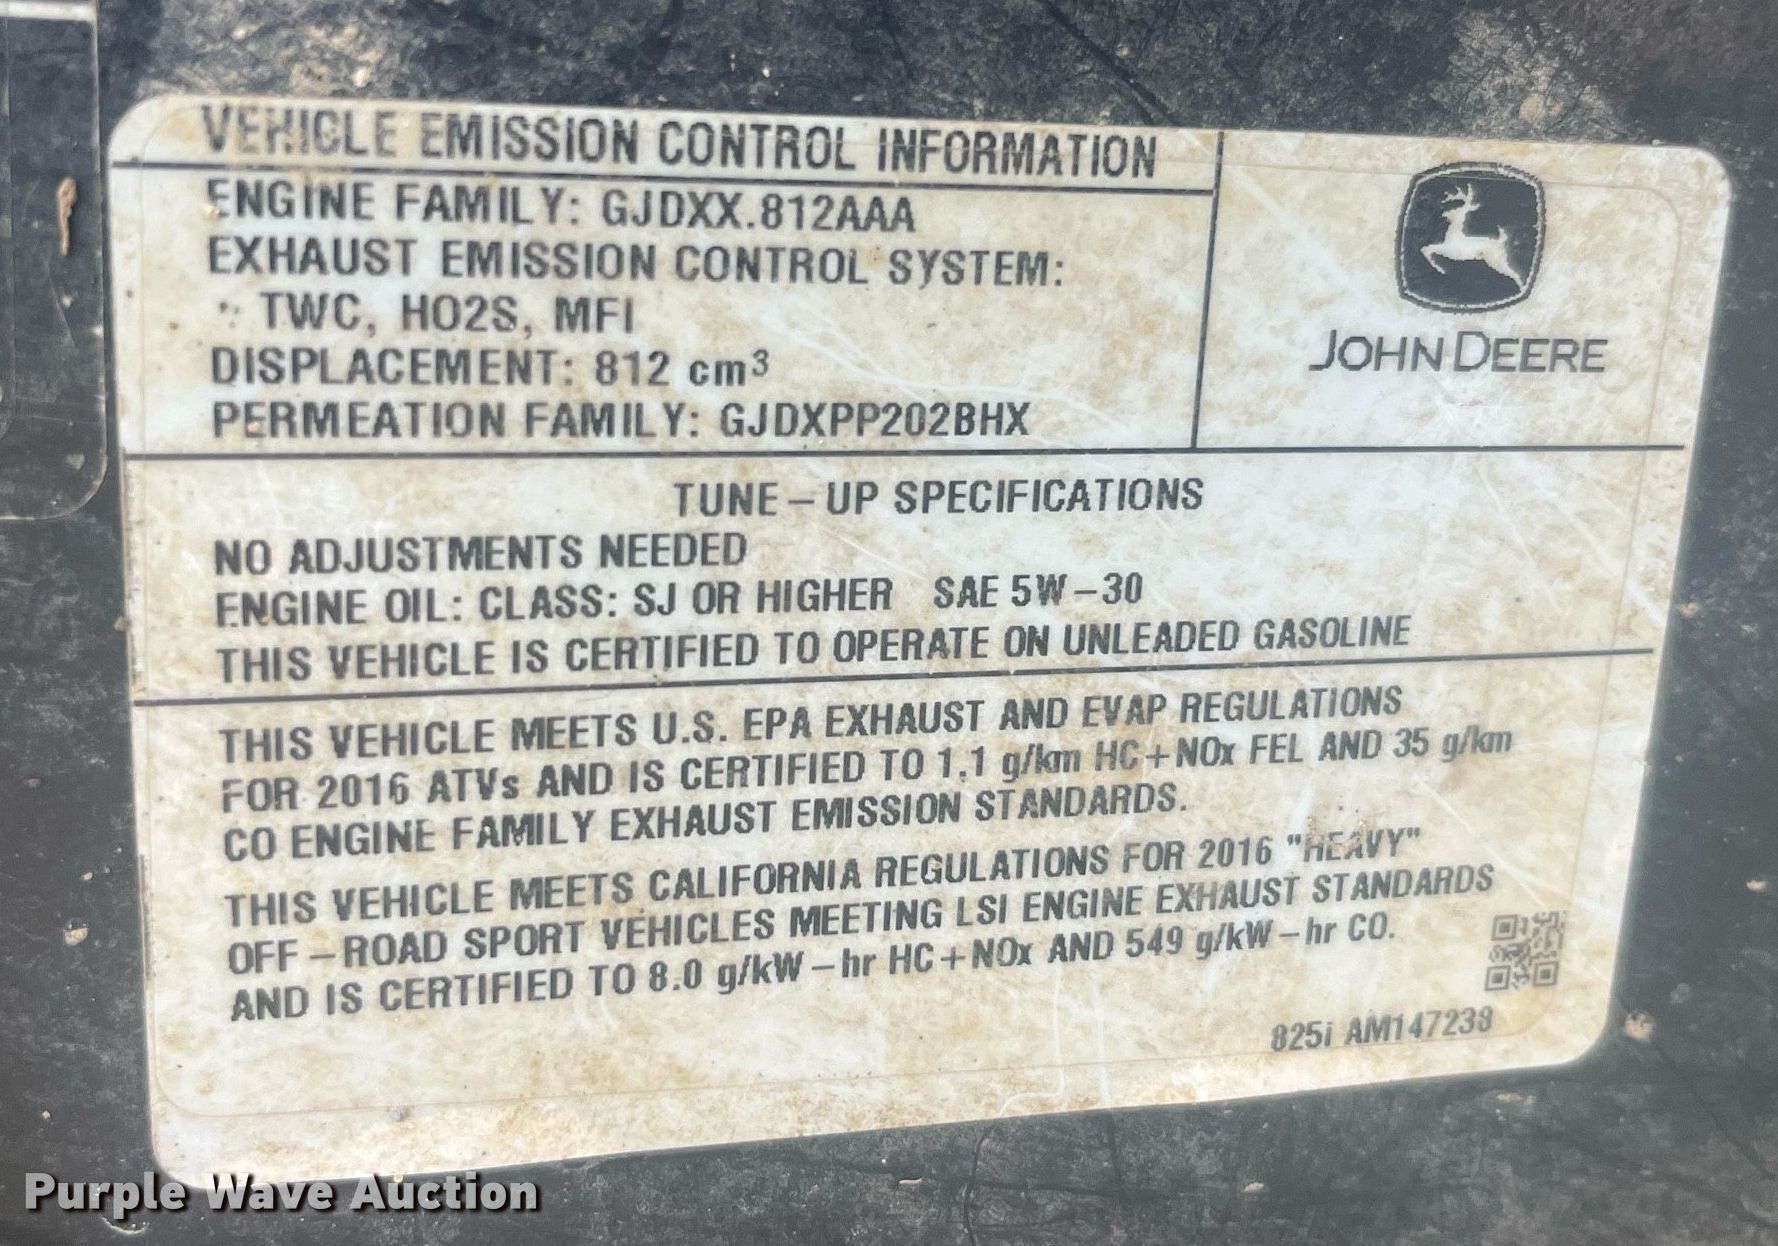 VEHICLE EMISSION CONTROL INFORMATION
ENGINE FAMILY: GJDXX.812AAA
EXHAUST EMISSION CONTROL SYSTEM:
TWC, HO2S, MFI
DISPLACEMENT: 812 cm³
PERMEATION FAMILY: GJDXPP202BHX
JOHN DEERE
TUNE-UP SPECIFICATIONS
NO ADJUSTMENTS NEEDED
ENGINE OIL: CLASS: SJ OR HIGHER SAE 5W-30
THIS VEHICLE IS CERTIFIED TO OPERATE ON UNLEADED GASOLINE
THIS VEHICLE MEETS U.S. EPA EXHAUST AND EVAP REGULATIONS
FOR 2016 ATVs AND IS CERTIFIED TO 1.1 g/km HC+NOx FEL AND 35 g/km
CO ENGINE FAMILY EXHAUST EMISSION STANDARDS.
THIS VEHICLE MEETS CALIFORNIA REGULATIONS FOR 2016 "HEAVY"
OFF-ROAD SPORT VEHICLES MEETING LSI ENGINE EXHAUST STANDARDS
AND IS CERTIFIED TO 8.0 g/kW-hr HC+NOx AND 549 g/kW-hr CO.
825i AM147238
Purple Wave Auction